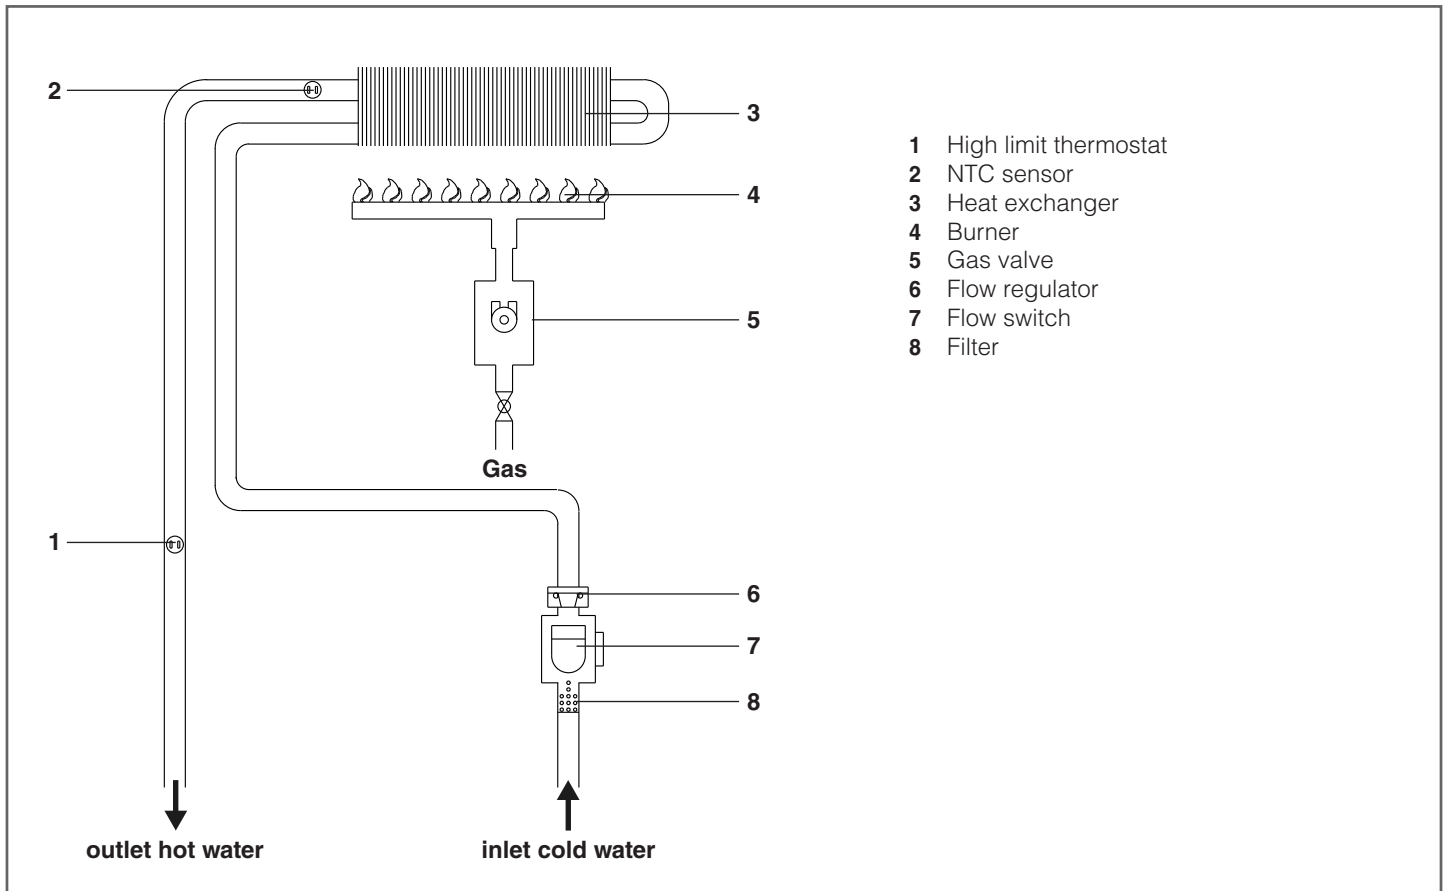 2
3
4
5
Gas
1
6
7
8
outlet hot water
inlet cold water
1 High limit thermostat
2 NTC sensor
3 Heat exchanger
4 Burner
5 Gas valve
6 Flow regulator
7 Flow switch
8 Filter